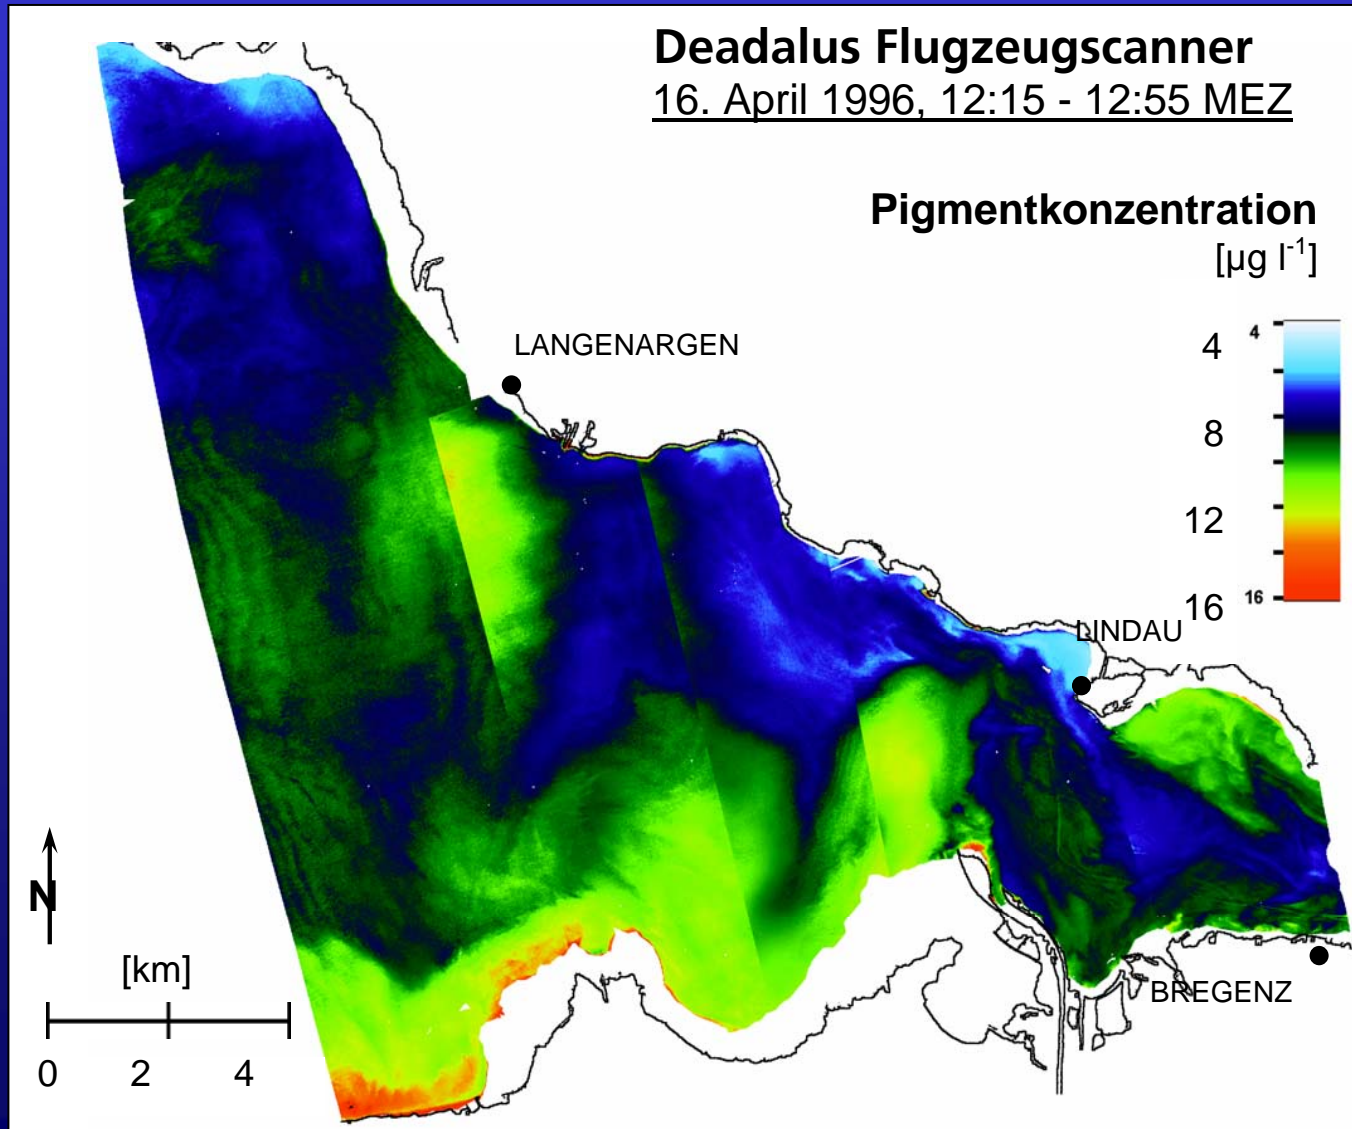 Deadalus Flugzeugscanner
16. April 1996, 12:15 - 12:55 MEZ
Pigmentkonzentration
[µg l-1]
4
4
8
12
16
16
LANGENARGEN
LINDAU
BREGENZ
N
[km]
0 2 4